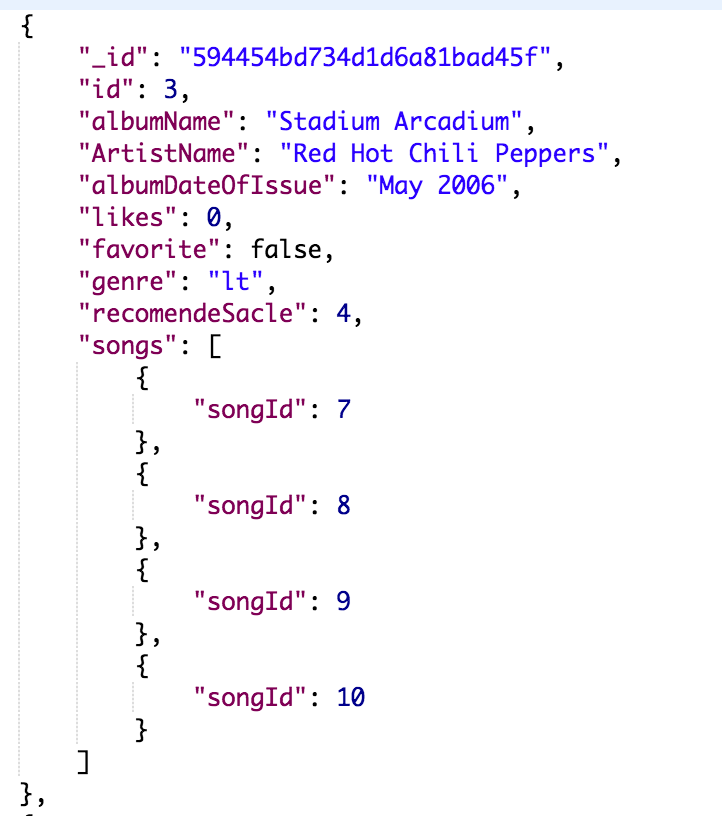 {
"_id": "594454bd734d1d6a81bad45f",
"id": 3,
"albumName": "Stadium Arcadium",
"ArtistName": "Red Hot Chili Peppers",
"albumDateOfIssue": "May 2006",
"likes": 0,
"favorite": false,
"genre": "lt",
"recomendeSacle": 4,
"songs": [
{
"songId": 7
},
{
"songId": 8
},
{
"songId": 9
},
{
"songId": 10
}
]
},